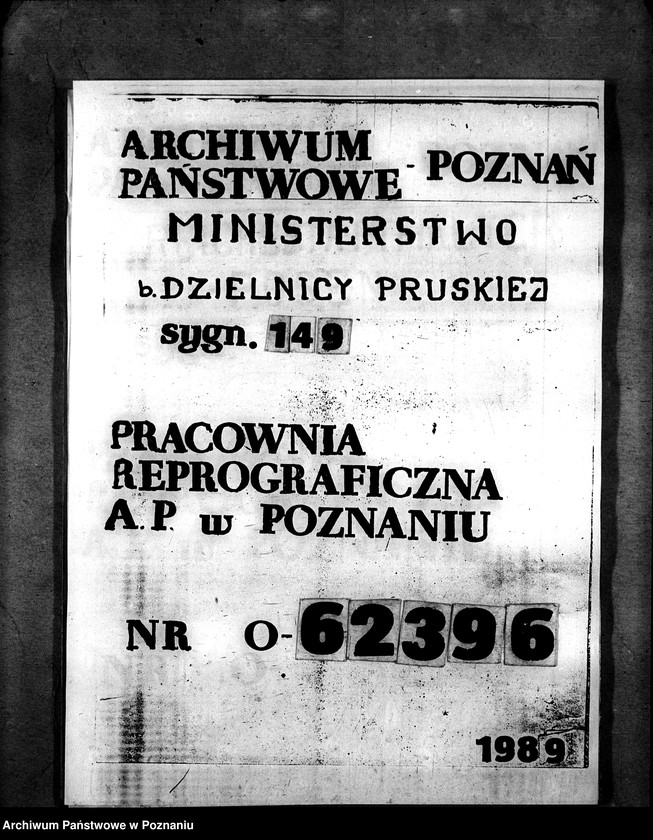 ARCHIWUM
PAŃSTWOWE - POZNAŃ
MINISTERSTWO
b. DZIELNICY PRUSKIEJ
sygn. 149
PRACOWNIA
REPROGRAFICZNA
A. P. w POZNANIU
NR O-62396
1989
Archiwum Państwowe w Poznaniu